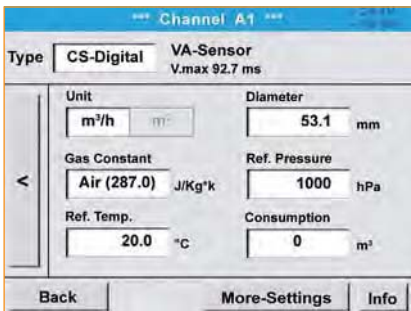 *** Channel A1 ***
Type CS-Digital VA-Sensor
V.max 92.7 ms
Unit Diameter
m³/h 53.1 mm
Gas Constant Ref. Pressure
< Air (287.0) J/Kg*k 1000 hPa
Ref. Temp. Consumption
20.0 °C 0 m³
Back More-Settings Info